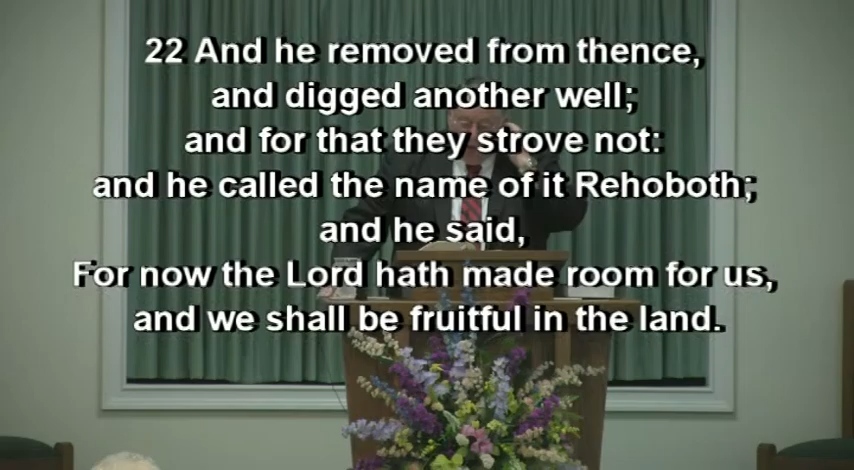 22 And he removed from thence,
and digged another well;
and for that they strove not:
and he called the name of it Rehoboth;
and he said,
For now the Lord hath made room for us,
and we shall be fruitful in the land.